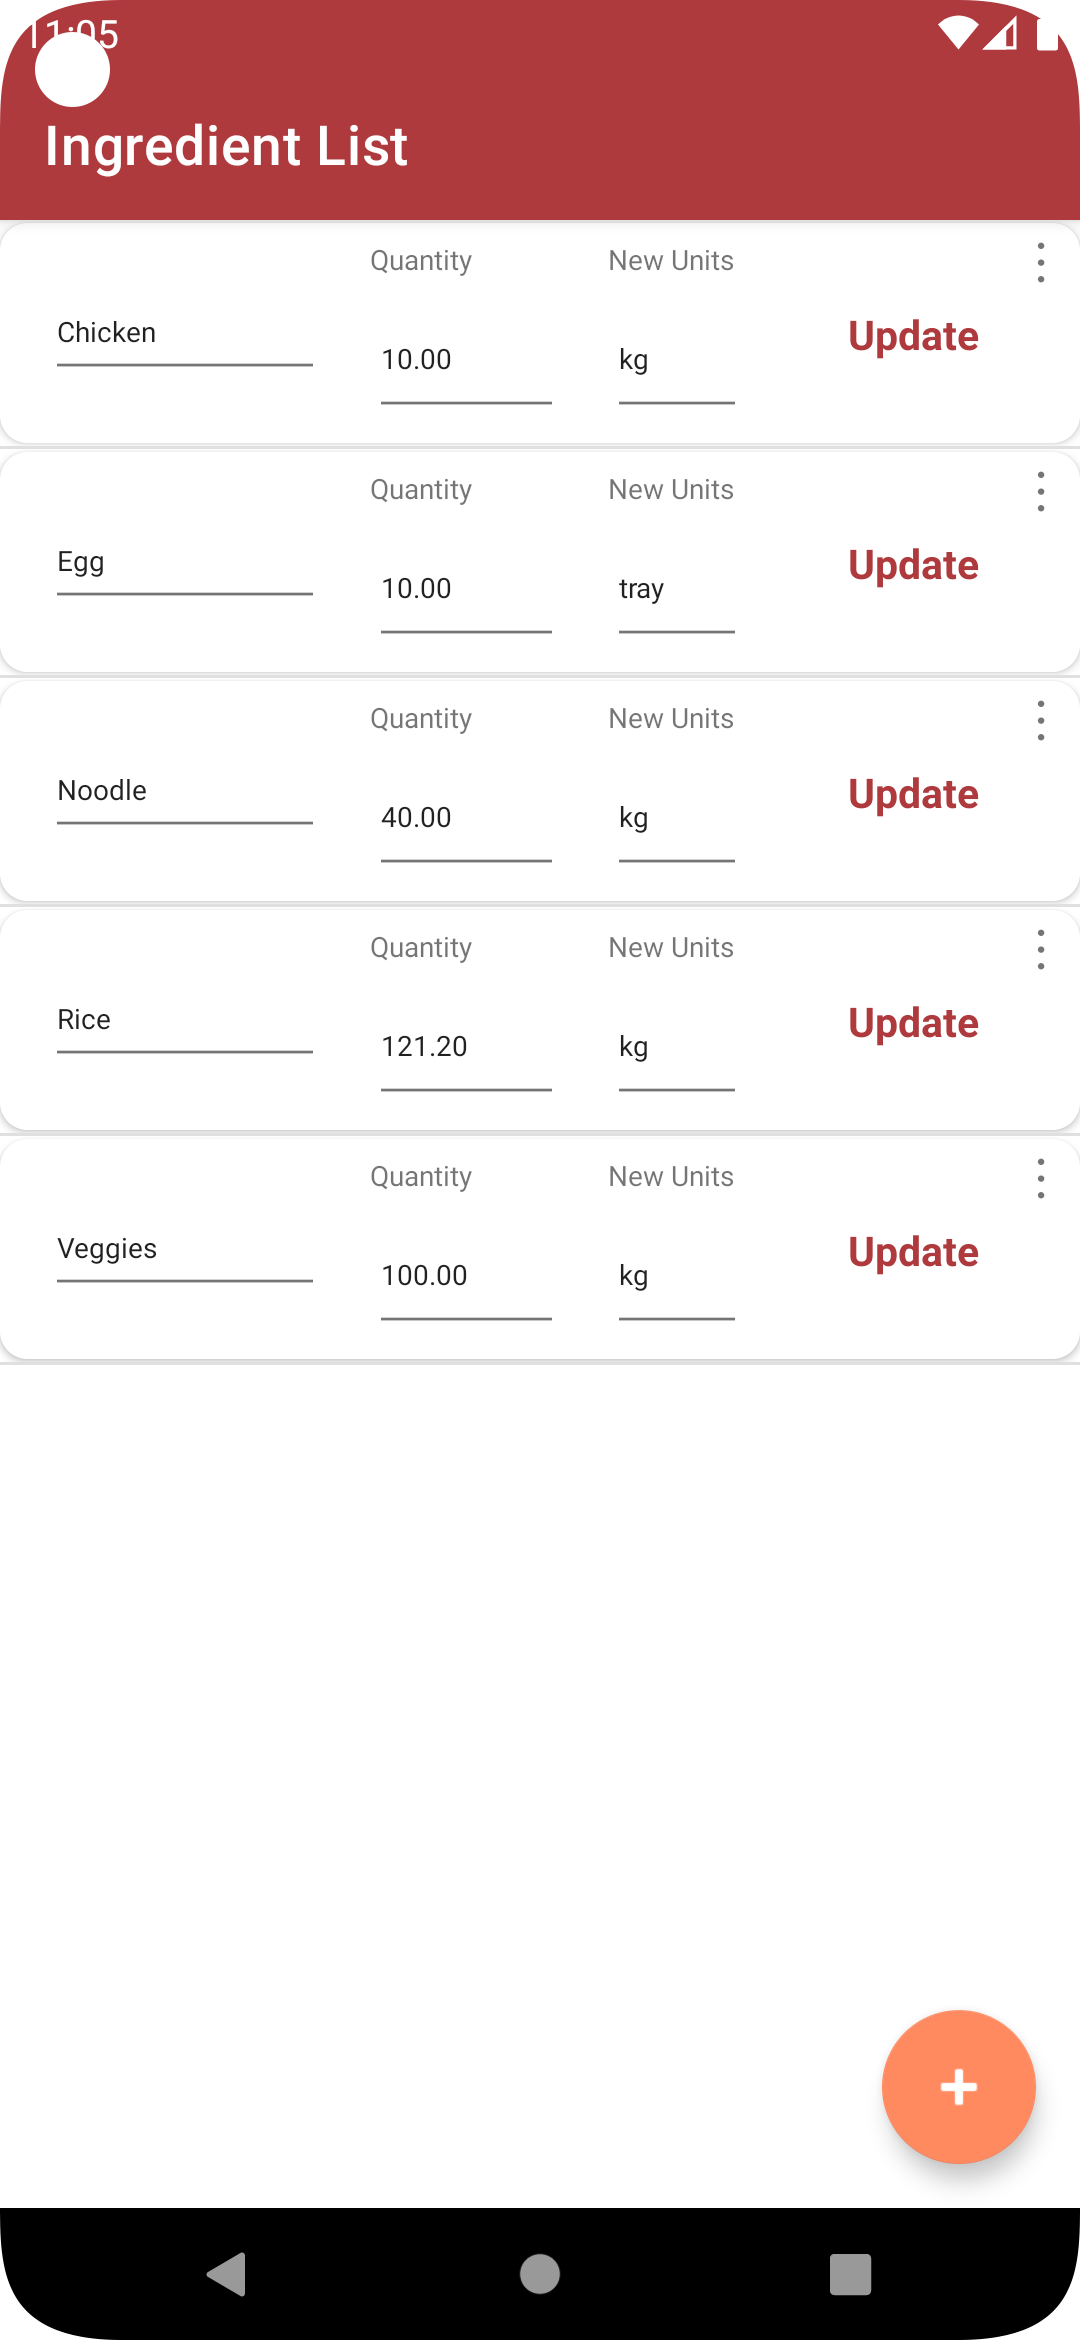 11:05
Ingredient List
Quantity New Units
Chicken 10.00 kg Update
Quantity New Units
Egg 10.00 tray Update
Quantity New Units
Noodle 40.00 kg Update
Quantity New Units
Rice 121.20 kg Update
Quantity New Units
Veggies 100.00 kg Update